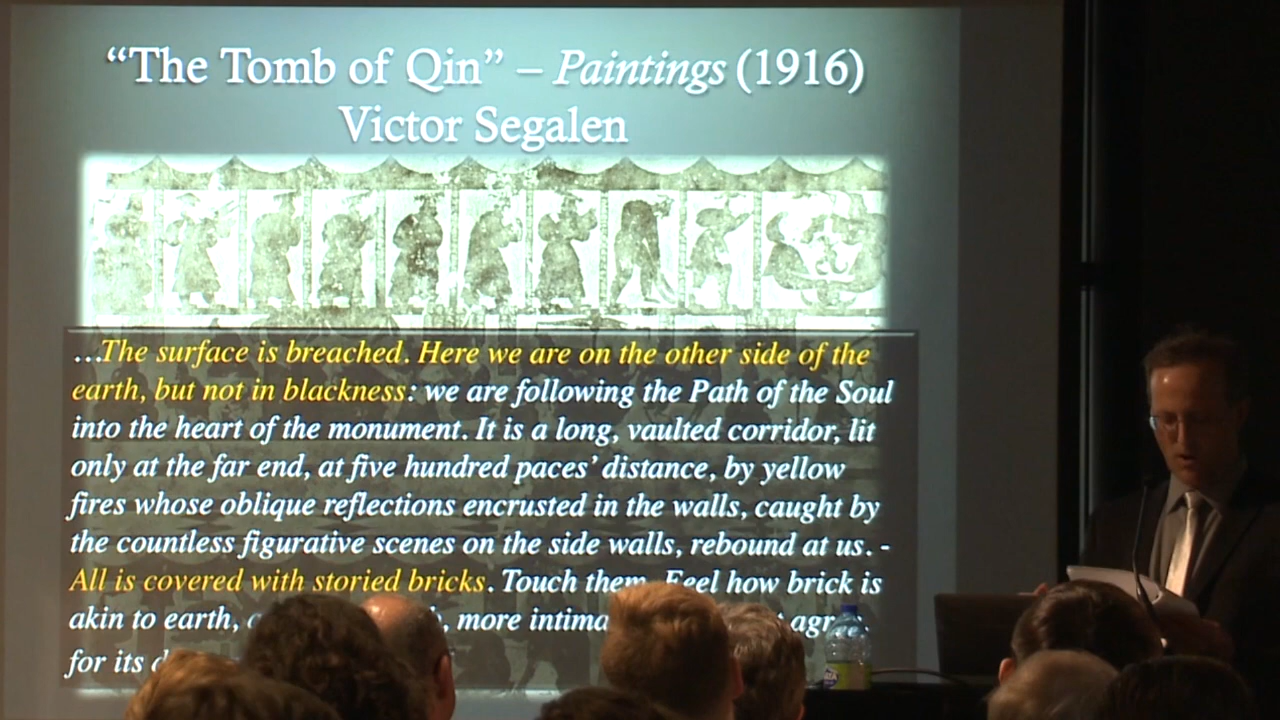 “The Tomb of Qin” – Paintings (1916)
Victor Segalen
...The surface is breached. Here we are on the other side of the
earth, but not in blackness: we are following the Path of the Soul
into the heart of the monument. It is a long, vaulted corridor, lit
only at the far end, at five hundred paces’ distance, by yellow
fires whose oblique reflections encrusted in the walls, caught by
the countless figurative scenes on the side walls, rebound at us. -
All is covered with storied bricks. Touch them. Feel how brick is
akin to earth, more
for its